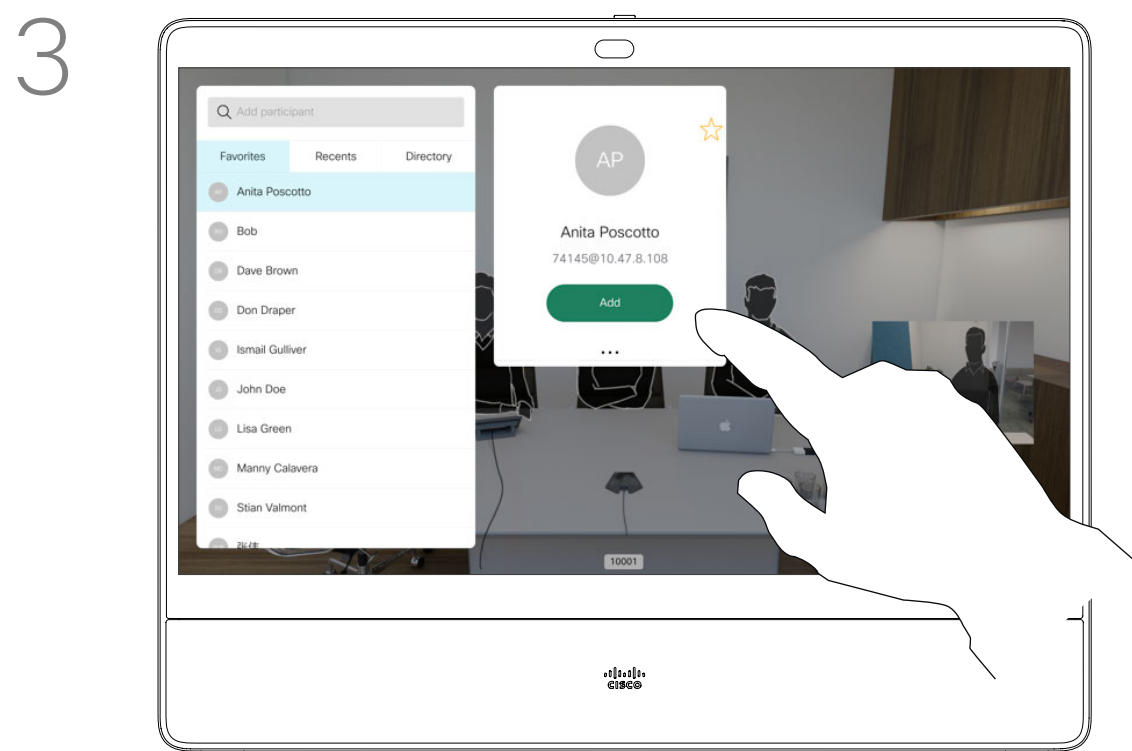 3
Add participant
Favorites Recents Directory
Anita Poscotto
Bob
Dave Brown
Don Draper
Ismail Gulliver
John Doe
Lisa Green
Manny Calavera
Stian Valmont
AP
Anita Poscotto
74145@10.47.8.108
Add
10001
CISCO